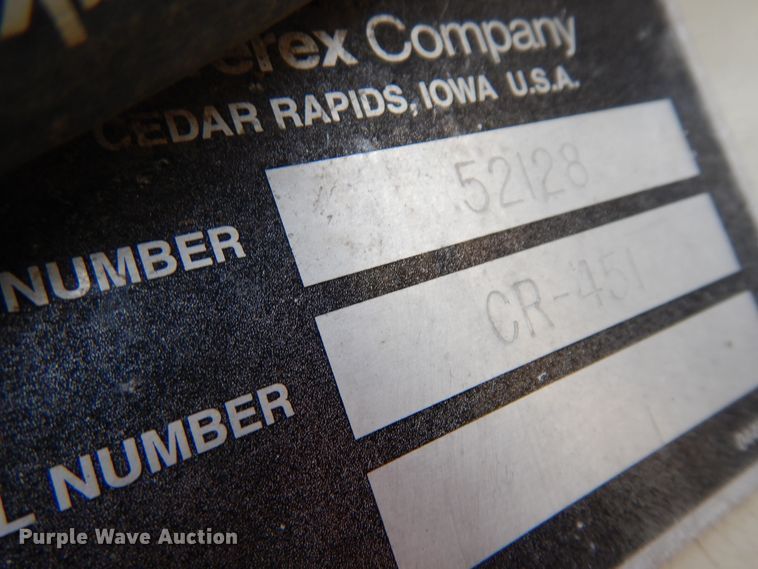 erex Company
CEDAR RAPIDS, IOWA U.S.A.
NUMBER 52128
L NUMBER CR-451
Purple Wave Auction